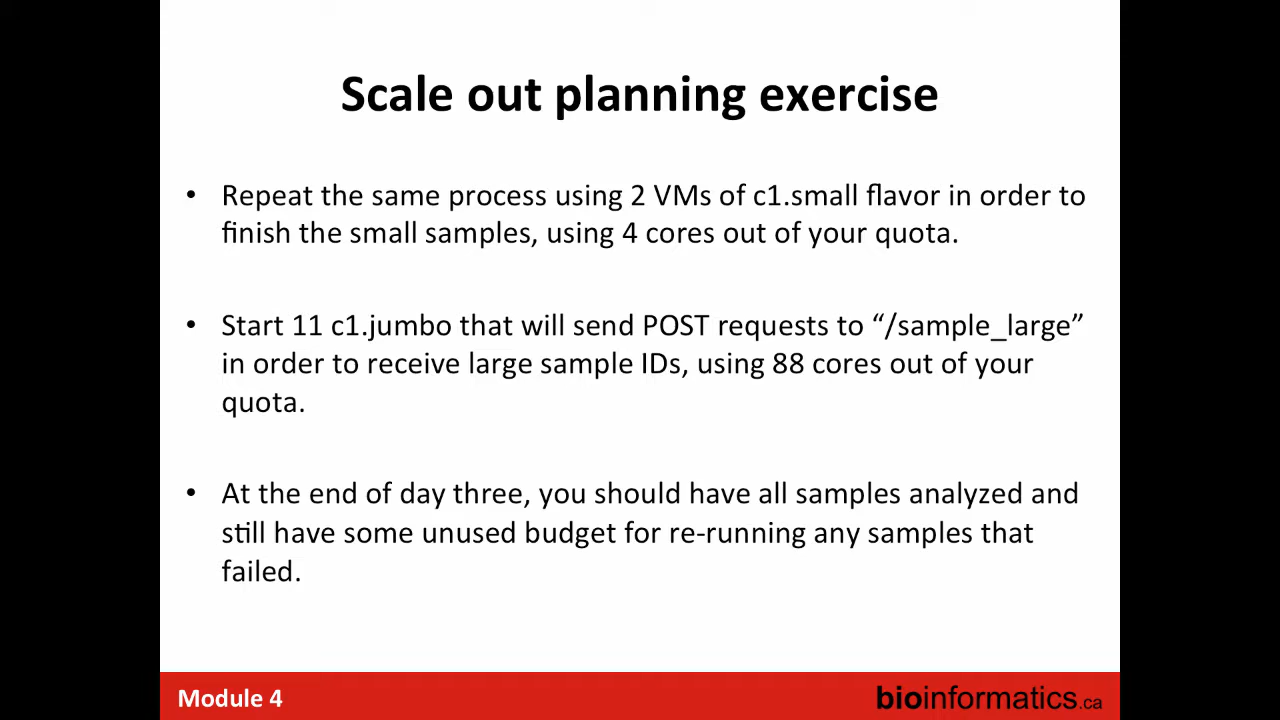 Scale out planning exercise
• Repeat the same process using 2 VMs of c1.small flavor in order to
finish the small samples, using 4 cores out of your quota.
• Start 11 c1.jumbo that will send POST requests to “/sample_large”
in order to receive large sample IDs, using 88 cores out of your
quota.
• At the end of day three, you should have all samples analyzed and
still have some unused budget for re-running any samples that
failed.
Module 4
bioinformatics.ca